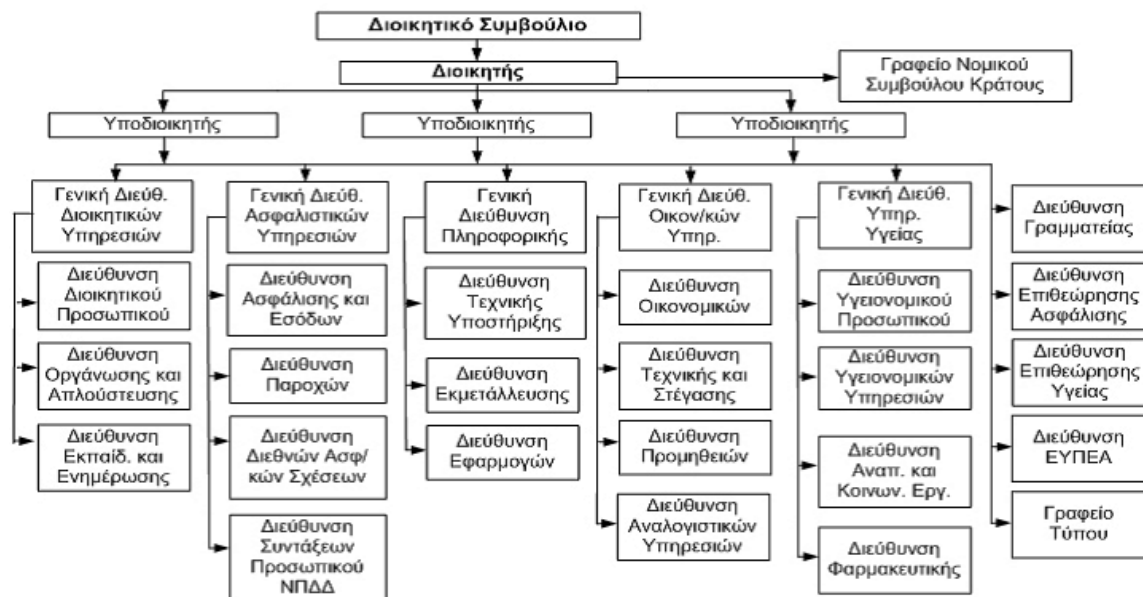 Διοικητικό Συμβούλιο
Διοικητής
Γραφείο Νομικού
Συμβούλου Κράτους
Υποδιοικητής
Υποδιοικητής
Υποδιοικητής
Γενική Διεύθ.
Διοικητικών
Υπηρεσιών
Διεύθυνση
Διοικητικού
Προσωπικού
Διεύθυνση
Οργάνωσης και
Απλούστευσης
Διεύθυνση
Εκπαίδ. και
Ενημέρωσης
Γενική Διεύθ.
Ασφαλιστικών
Υπηρεσιών
Διεύθυνση
Ασφάλισης και
Εσόδων
Διεύθυνση
Παροχών
Διεύθυνση
Διεθνών Ασφ/
κών Σχέσεων
Διεύθυνση
Συντάξεων
Προσωπικού
ΝΠΔΔ
Γενική
Διεύθυνση
Πληροφορικής
Διεύθυνση
Τεχνικής
Υποστήριξης
Διεύθυνση
Εκμετάλλευσης
Διεύθυνση
Εφαρμογών
Γενική Διεύθ.
Οικον/κών
Υπηρ.
Διεύθυνση
Οικονομικών
Διεύθυνση
Τεχνικής και
Στέγασης
Διεύθυνση
Προμηθειών
Διεύθυνση
Αναλογιστικών
Υπηρεσιών
Γενική Διεύθ.
Υπηρ.
Υγείας
Διεύθυνση
Υγειονομικού
Προσωπικού
Διεύθυνση
Υγειονομικών
Υπηρεσιών
Διεύθυνση
Αναπ. και
Κοινων. Εργ.
Διεύθυνση
Φαρμακευτικής
Διεύθυνση
Γραμματείας
Διεύθυνση
Επιθεώρησης
Ασφάλισης
Διεύθυνση
Επιθεώρησης
Υγείας
Διεύθυνση
ΕΥΠΕΑ
Γραφείο
Τύπου